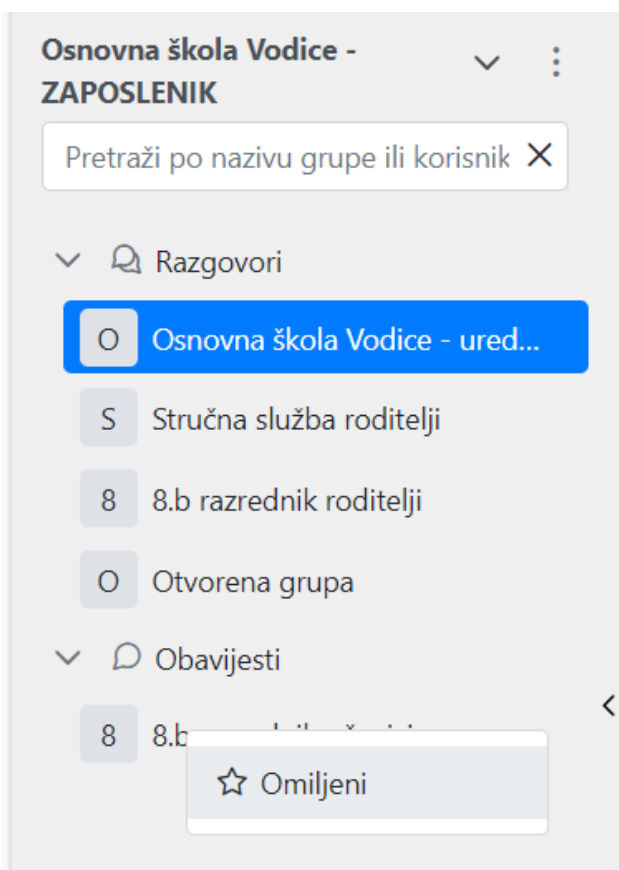 Osnovna škola Vodice -
ZAPOSLENIK
Pretraži po nazivu grupe ili korisnik
Razgovori
O Osnovna škola Vodice - ured...
S Stručna služba roditelji
8 8.b razrednik roditelji
O Otvorena grupa
Obavijesti
8 8.b
Omiljeni